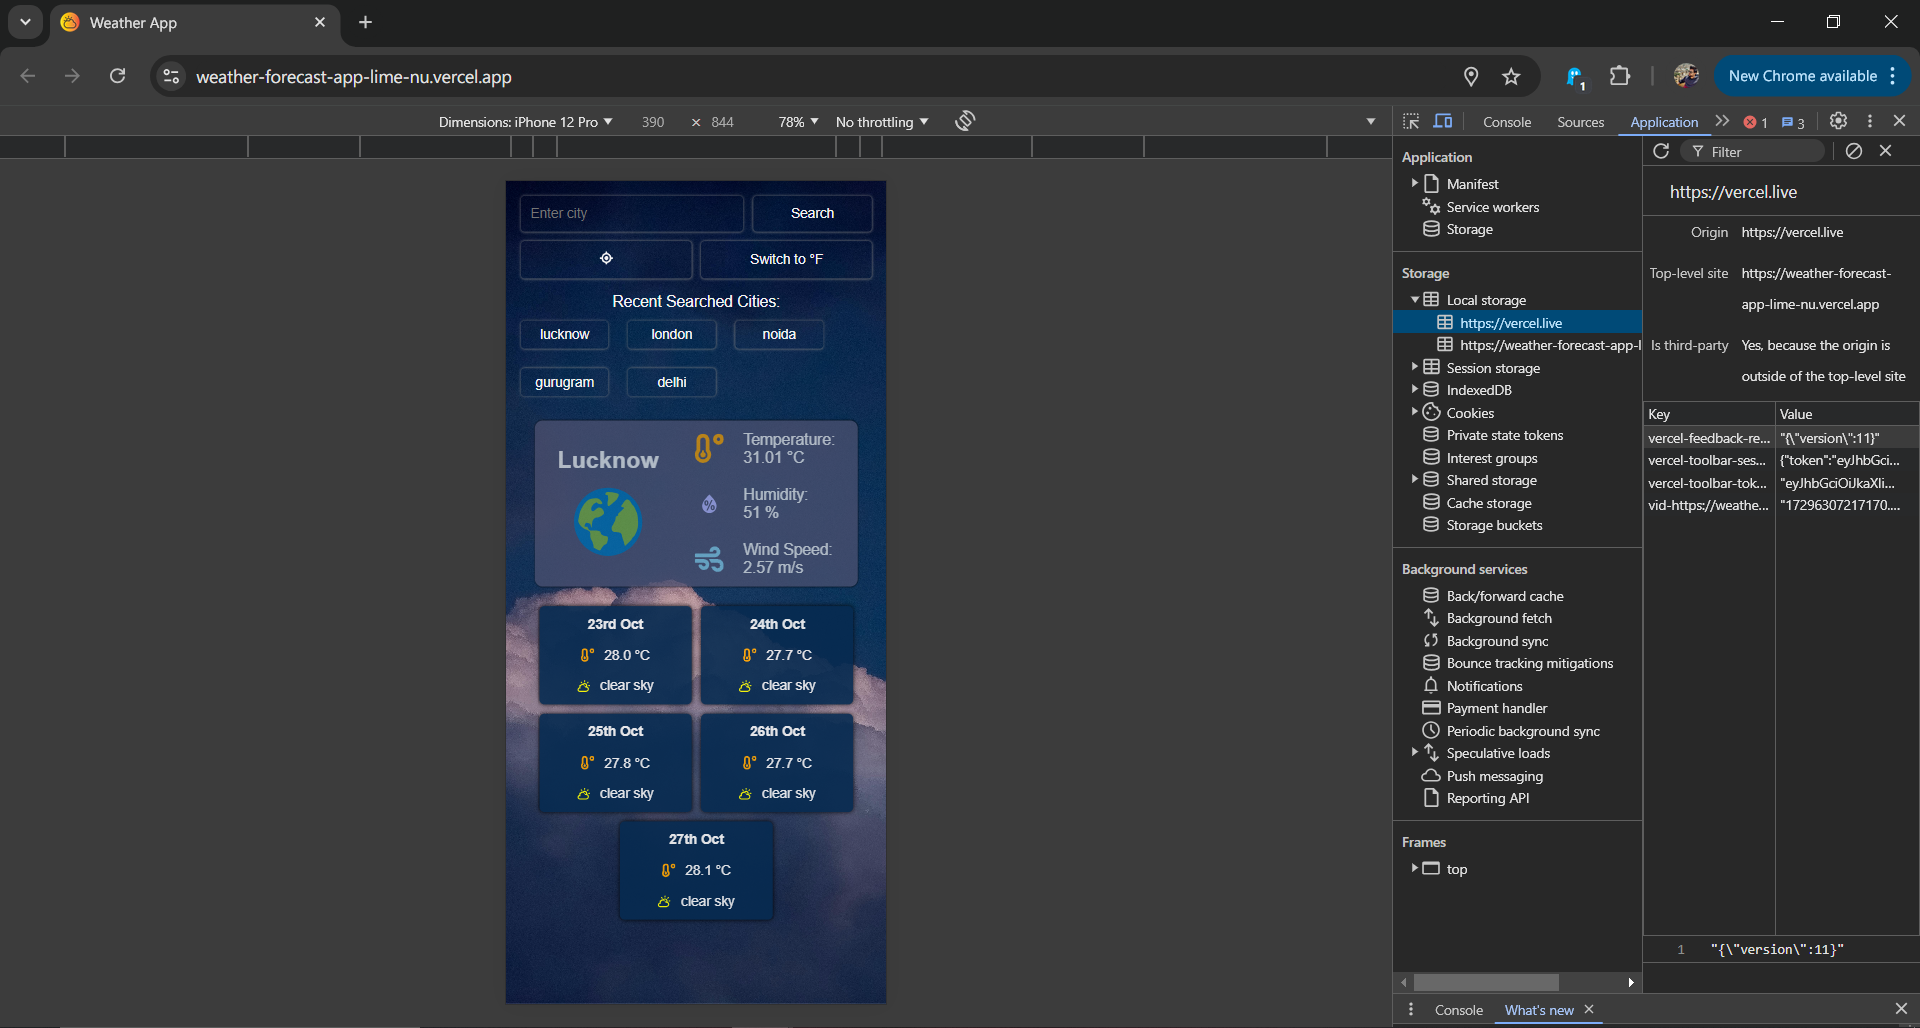 Weather App
weather-forecast-app-lime-nu.vercel.app
1
New Chrome available
Dimensions: iPhone 12 Pro
390 × 844
78%
No throttling
Console
Sources
Application
1
3
Enter city
Search
Switch to °F
Recent Searched Cities:
lucknow
london
noida
gurugram
delhi
Lucknow
Temperature:
31.01 °C
Humidity:
51 %
Wind Speed:
2.57 m/s
23rd Oct
28.0 °C
clear sky
24th Oct
27.7 °C
clear sky
25th Oct
27.8 °C
clear sky
26th Oct
27.7 °C
clear sky
27th Oct
28.1 °C
clear sky
Application
Manifest
Service workers
Storage
Storage
Local storage
https://vercel.live
https://weather-forecast-app-l
Session storage
IndexedDB
Cookies
Private state tokens
Interest groups
Shared storage
Cache storage
Storage buckets
Background services
Back/forward cache
Background fetch
Background sync
Bounce tracking mitigations
Notifications
Payment handler
Periodic background sync
Speculative loads
Push messaging
Reporting API
Frames
top
Filter
https://vercel.live
Origin https://vercel.live
Top-level site https://weather-forecast-
app-lime-nu.vercel.app
Is third-party Yes, because the origin is
outside of the top-level site
Key Value
vercel-feedback-re... "{\"version\":11}"
vercel-toolbar-ses... {"token":"eyJhbGci...
vercel-toolbar-tok... "eyJhbGciOiJkaXIi...
vid-https://weathe... "17296307217170....
1 "{\"version\":11}"
Console
What's new